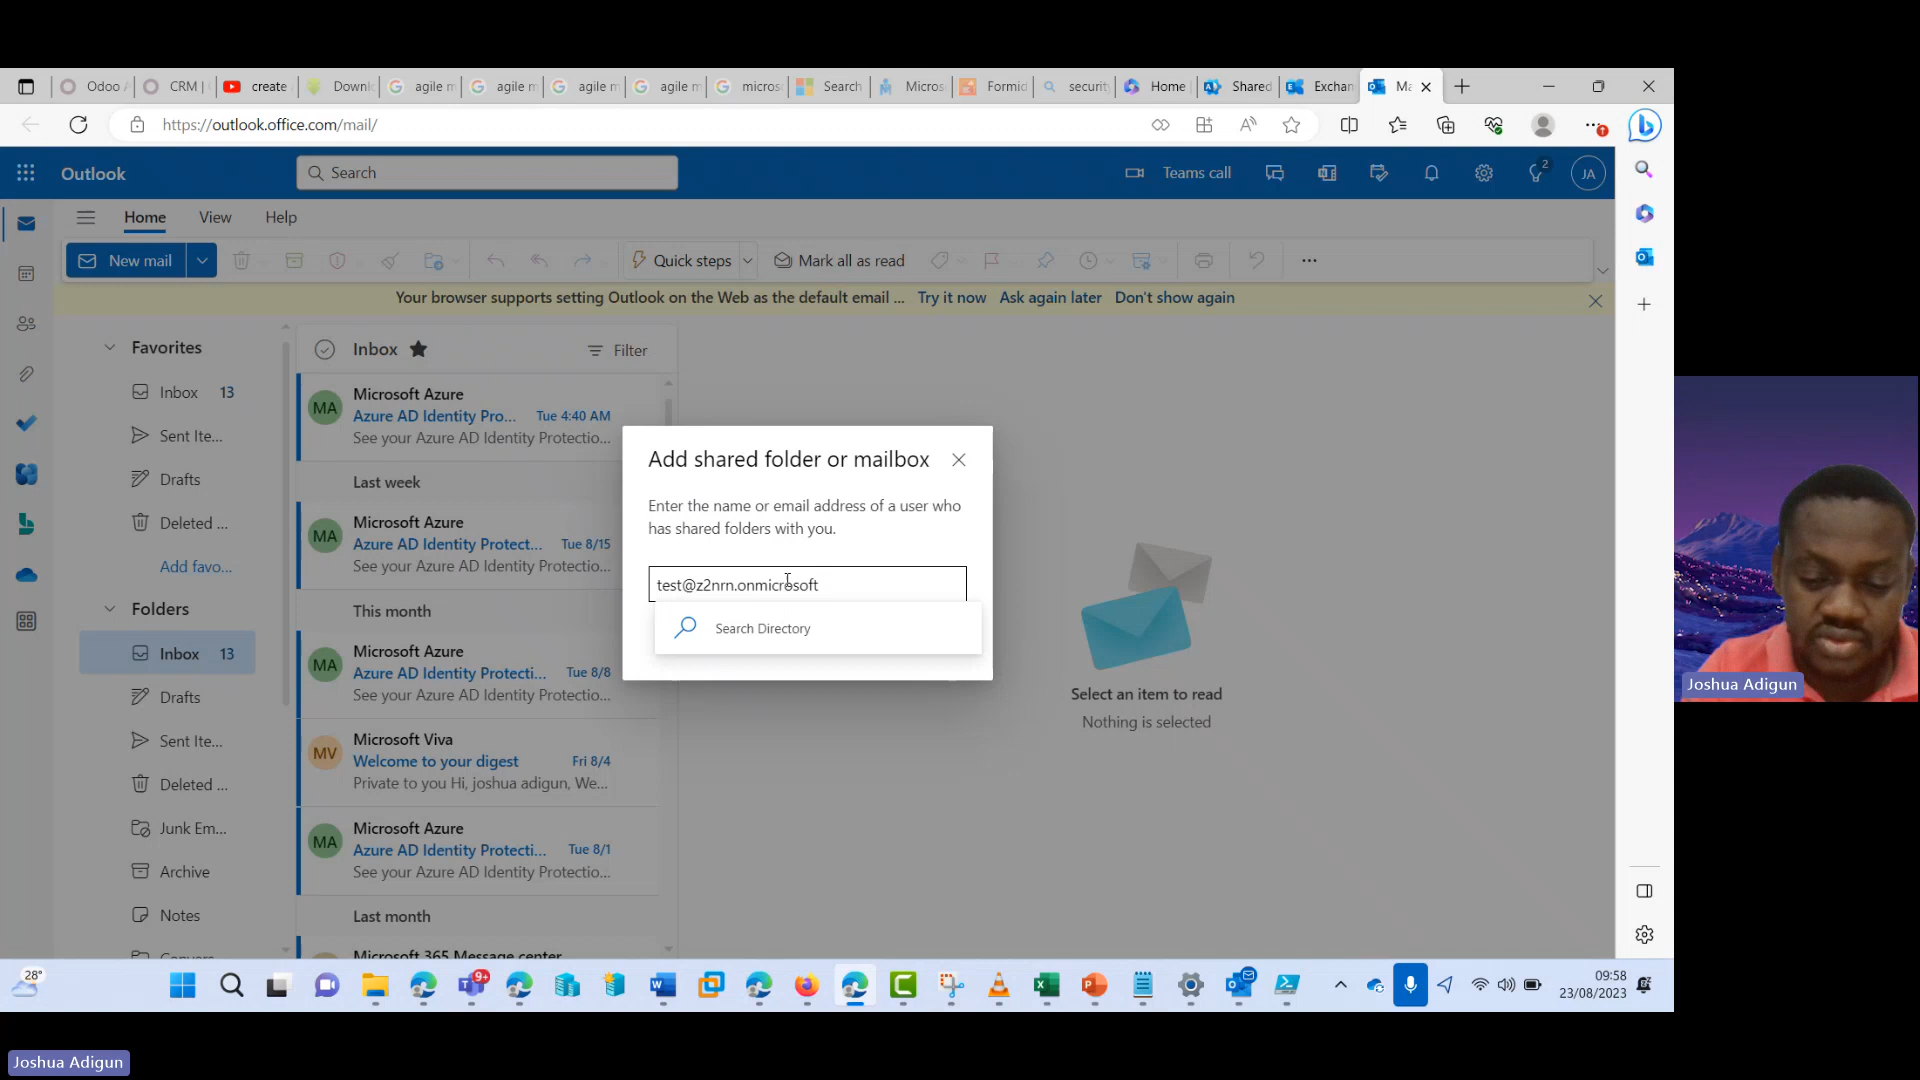 Odoo
CRM |
create
Downl
agile m
agile m
agile m
agile m
micros
Search
Micros
Formid
securit
Home
Shared
Exchan
Ma
https://outlook.office.com/mail/
Outlook
Search
Teams call
2
JA
Home
View
Help
New mail
Quick steps
Mark all as read
Your browser supports setting Outlook on the Web as the default email ...
Try it now
Ask again later
Don't show again
Favorites
Inbox 13
Sent Ite...
Drafts
Deleted ...
Add favo...
Folders
Inbox 13
Drafts
Sent Ite...
Deleted ...
Junk Em...
Archive
Notes
Inbox
Filter
MA
Microsoft Azure
Azure AD Identity Pro... Tue 4:40 AM
See your Azure AD Identity Protectio...
Last week
MA
Microsoft Azure
Azure AD Identity Protect... Tue 8/15
See your Azure AD Identity Protectio...
This month
MA
Microsoft Azure
Azure AD Identity Protecti... Tue 8/8
See your Azure AD Identity Protectio...
MV
Microsoft Viva
Welcome to your digest Fri 8/4
Private to you Hi, joshua adigun, We...
MA
Microsoft Azure
Azure AD Identity Protecti... Tue 8/1
See your Azure AD Identity Protectio...
Last month
Microsoft 365 Message center
Add shared folder or mailbox
Enter the name or email address of a user who
has shared folders with you.
test@z2nrn.onmicrosoft
Search Directory
Select an item to read
Nothing is selected
Joshua Adigun
28°
9+
09:58
23/08/2023
Joshua Adigun